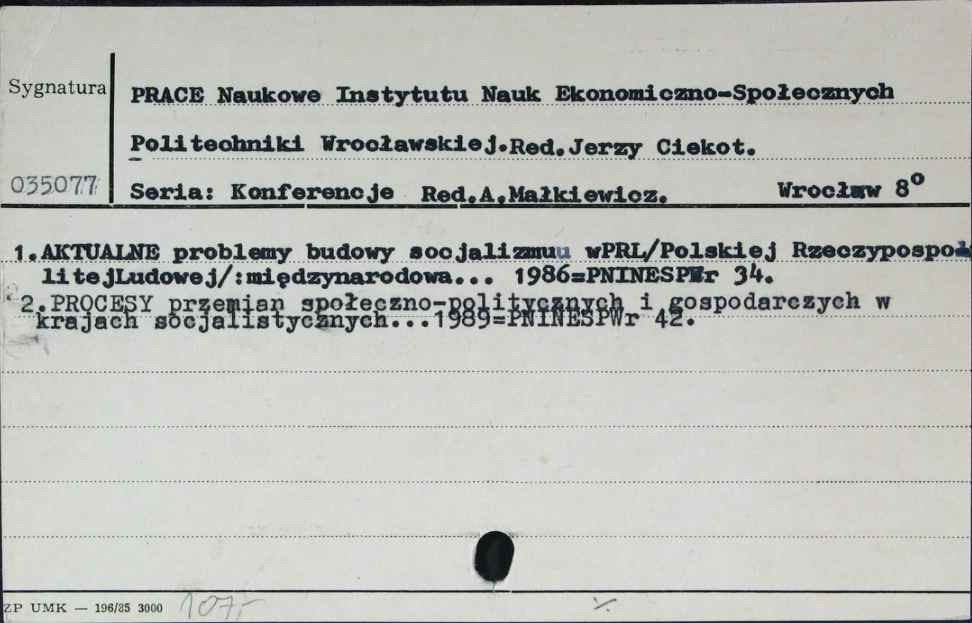 Sygnatura
PRACE Naukowe Instytutu Nauk Ekonomiczno-Społecznych
Politechniki Wrocławskiej.Red.Jerzy Ciekot.
035077
Seria: Konferencje Red.A.Małkiewicz. Wrocław 8°
1.AKTUALNE problemy budowy socjalizmuu wPRL/Polskiej Rzeczypospo-
litejLudowej/:międzynarodowa... 1986=PNINESPWr 34.
2.PROCESY przemian społeczno-politycznych i gospodarczych w
krajach socjalistycznych...1989=PNINESPWr 42.
ZP UMK — 196/85 3000
107,-